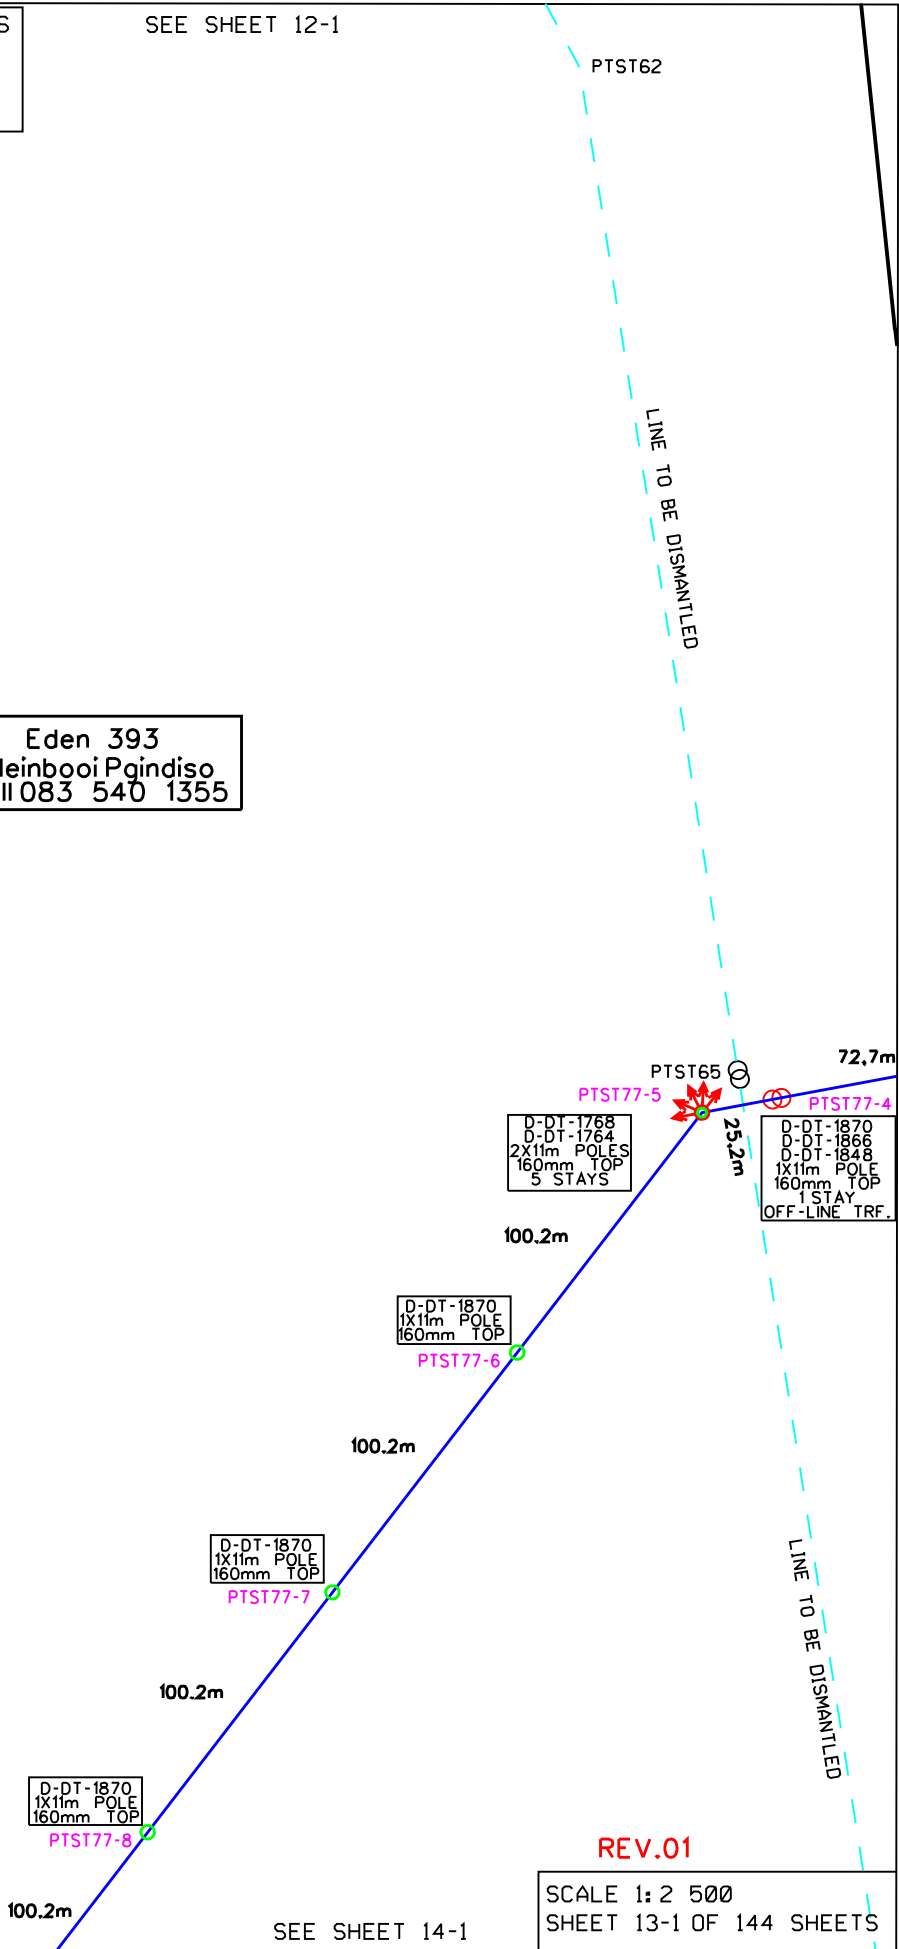 S
SEE SHEET 12-1
PTST62
LINE TO BE DISMANTLED
Eden 393
leinbooi Pgindiso
ll 083 540 1355
72,7m
PTST65
PTST77-5
PTST77-4
D-DT-1768
D-DT-1764
2X11m POLES
160mm TOP
5 STAYS
25.2m
D-DT-1870
D-DT-1866
D-DT-1848
1X11m POLE
160mm TOP
1 STAY
OFF-LINE TRF.
100.2m
D-DT-1870
1X11m POLE
160mm TOP
PTST77-6
100.2m
D-DT-1870
1X11m POLE
160mm TOP
PTST77-7
LINE TO BE DISMANTLED
100.2m
D-DT-1870
1X11m POLE
160mm TOP
PTST77-8
REV.01
100.2m
SEE SHEET 14-1
SCALE 1:2 500
SHEET 13-1 OF 144 SHEETS